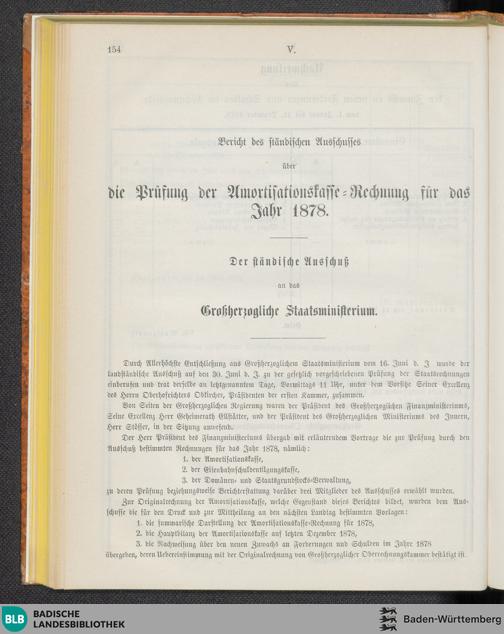 154
V.
Bericht des ständischen Ausschusses
über
die Prüfung der Amortisationskasse-Rechnung für das
Jahr 1878.
Der ständische Ausschuß
an das
Großherzogliche Staatsministerium.
Durch Allerhöchste Entschließung aus Großherzoglichem Staatsministerium vom 16. Juni d. J. wurde der
landständische Ausschuß auf den 30. Juni d. J. zu der gesetzlich vorgeschriebenen Prüfung der Staatsrechnungen
einberufen und trat derselbe an letztgenanntem Tage, Vormittags 11 Uhr, unter dem Vorsitze Seiner Excellenz
des Herrn Oberhofrichters Obkircher, Präsidenten der ersten Kammer, zusammen.
Von Seiten der Großherzoglichen Regierung waren der Präsident des Großherzoglichen Finanzministeriums,
Seine Excellenz Herr Geheimerath Ellstätter, und der Präsident des Großherzoglichen Ministeriums des Innern,
Herr Stösser, in der Sitzung anwesend.
Der Herr Präsident des Finanzministeriums übergab mit erläuterndem Vortrage die zur Prüfung durch den
Ausschuß bestimmten Rechnungen für das Jahr 1878, nämlich:
1. der Amortisationskasse,
2. der Eisenbahnschuldentilgungskasse,
3. der Domänen- und Staatsgrundstocks-Verwaltung,
zu deren Prüfung beziehungsweise Berichterstattung darüber drei Mitglieder des Ausschusses erwählt wurden.
Zur Originalrechnung der Amortisationskasse, welche Gegenstand dieses Berichtes bildet, wurden dem Aus-
schusse die für den Druck und zur Mittheilung an den nächsten Landtag bestimmten Vorlagen:
1. die summarische Darstellung der Amortisationskasse-Rechnung für 1878,
2. die Hauptbilanz der Amortisationskasse auf letzten Dezember 1878,
3. die Nachweisung über den neuen Zuwachs an Forderungen und Schulden im Jahre 1878
übergeben, deren Uebereinstimmung mit der Originalrechnung von Großherzoglicher Oberrechnungskammer bestätigt ist.
BLB
BADISCHE
LANDESBIBLIOTHEK
Baden-Württemberg